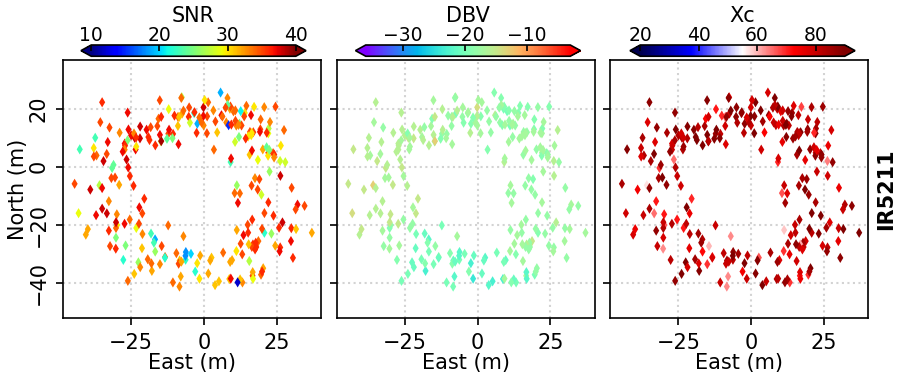 SNR DBV Xc
10 20 30 40 −30 −20 −10 20 40 60 80
North (m)
20
0
−20
−40
−25 0 25 −25 0 25 −25 0 25
East (m) East (m) East (m)
IR5211